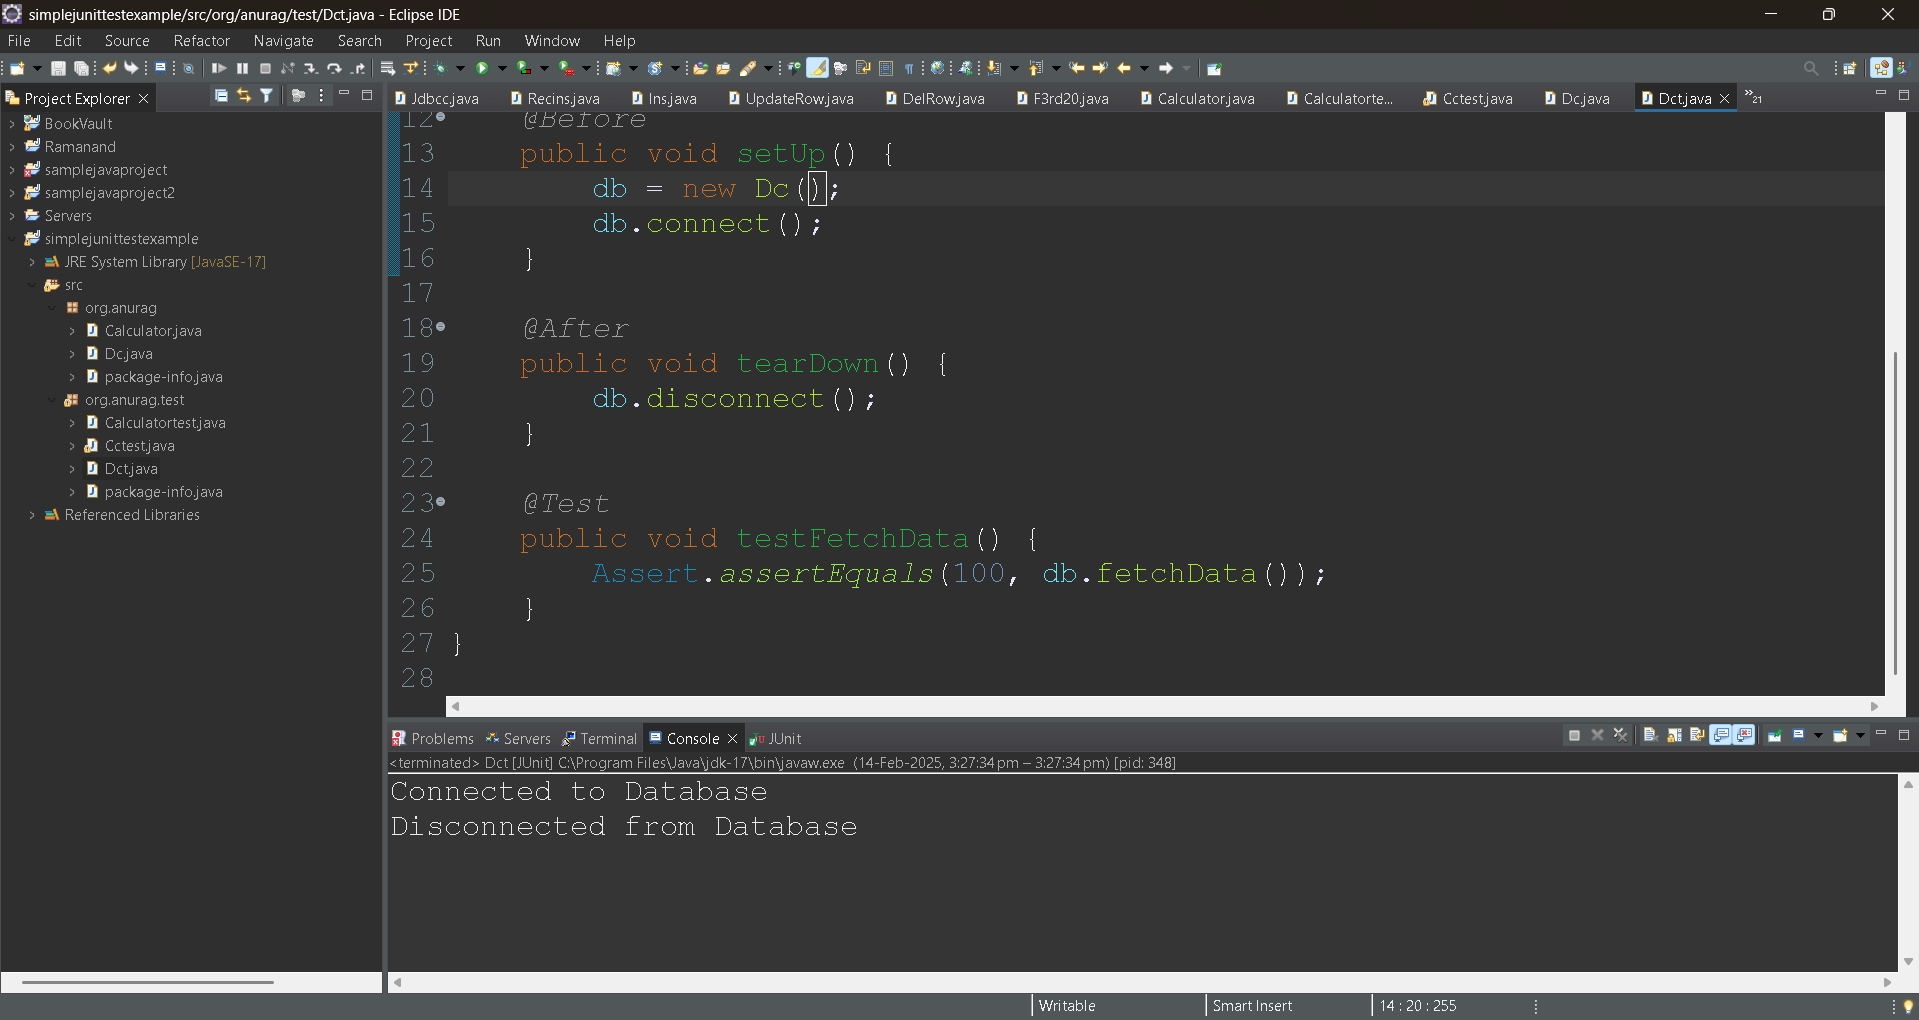 simplejunittestexample/src/org/anurag/test/Dct.java - Eclipse IDE
File Edit Source Refactor Navigate Search Project Run Window Help
Project Explorer
BookVault
Ramanand
samplejavaproject
samplejavaproject2
Servers
simplejunittestexample
JRE System Library [JavaSE-17]
src
org.anurag
Calculator.java
Dc.java
package-info.java
org.anurag.test
Calculatortest.java
Cctest.java
Dct.java
package-info.java
Referenced Libraries
Jdbcc.java Recins.java Ins.java UpdateRow.java DelRow.java F3rd20.java Calculator.java Calculatorte... Cctest.java Dc.java Dct.java »21
12 @Before
13 public void setUp() {
14 db = new Dc();
15 db.connect();
16 }
17
18 @After
19 public void tearDown() {
20 db.disconnect();
21 }
22
23 @Test
24 public void testFetchData() {
25 Assert.assertEquals(100, db.fetchData());
26 }
27 }
28
Problems Servers Terminal Console JUnit
<terminated> Dct [JUnit] C:\Program Files\Java\jdk-17\bin\javaw.exe (14-Feb-2025, 3:27:34 pm – 3:27:34 pm) [pid: 348]
Connected to Database
Disconnected from Database
Writable Smart Insert 14 : 20 : 255